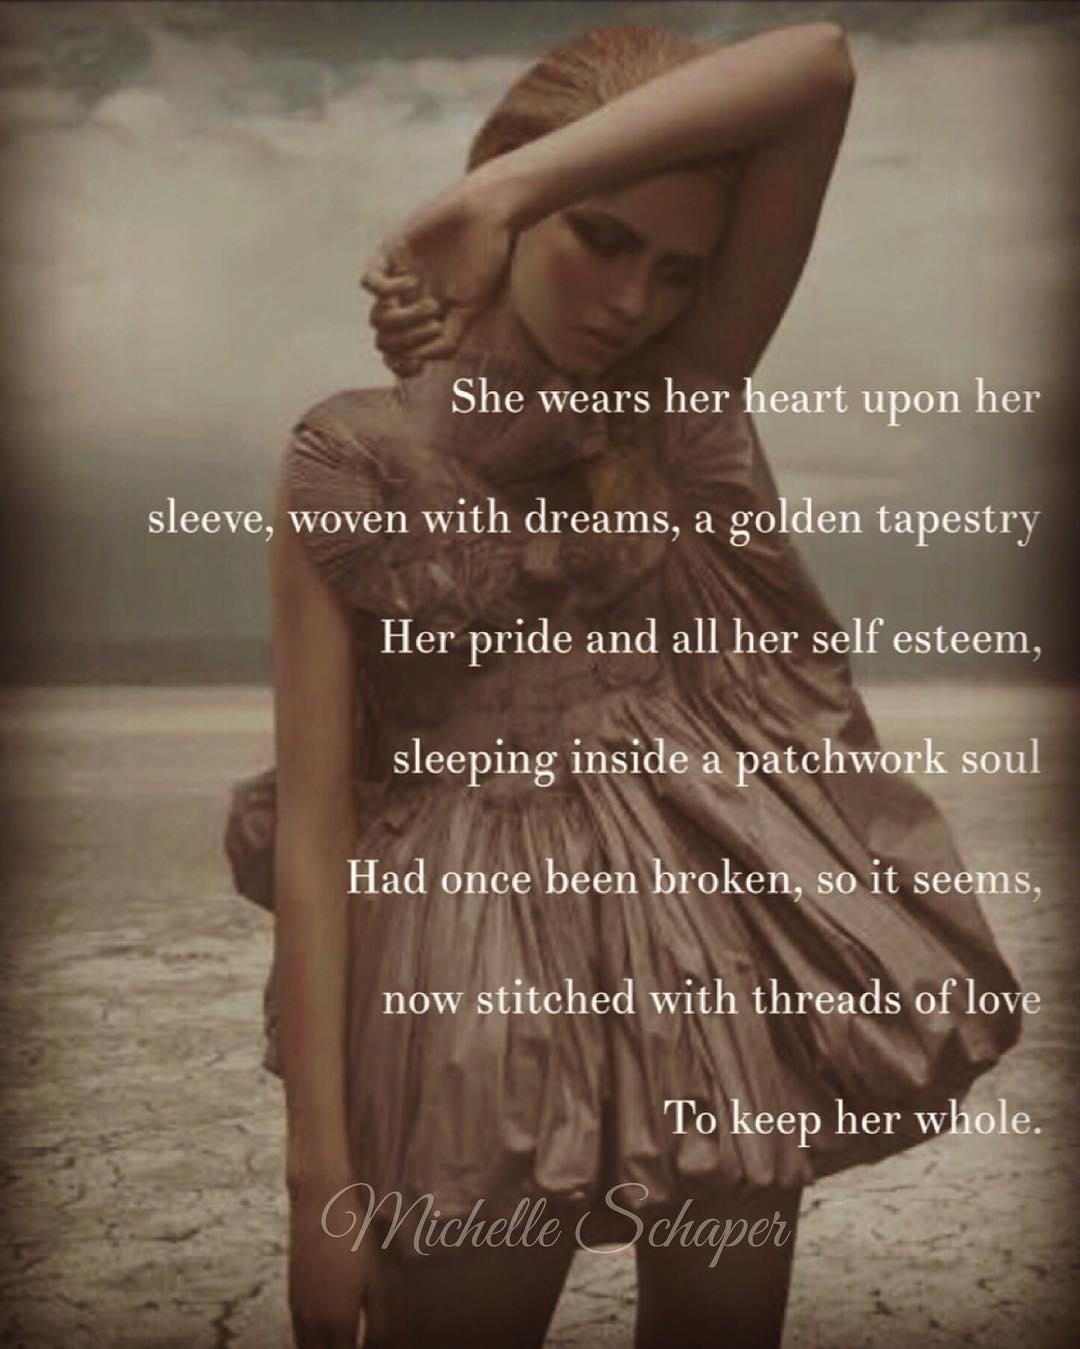 She wears her heart upon her
sleeve, woven with dreams, a golden tapestry
Her pride and all her self esteem,
sleeping inside a patchwork soul
Had once been broken, so it seems,
now stitched with threads of love
To keep her whole.
Michelle Schaper